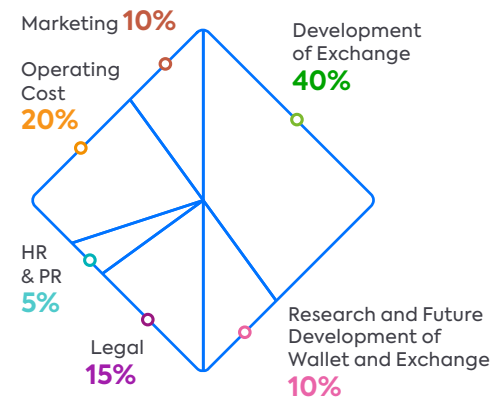 Marketing 10%
Development
of Exchange
40%
Operating
Cost
20%
HR
& PR
5%
Legal
15%
Research and Future
Development of
Wallet and Exchange
10%